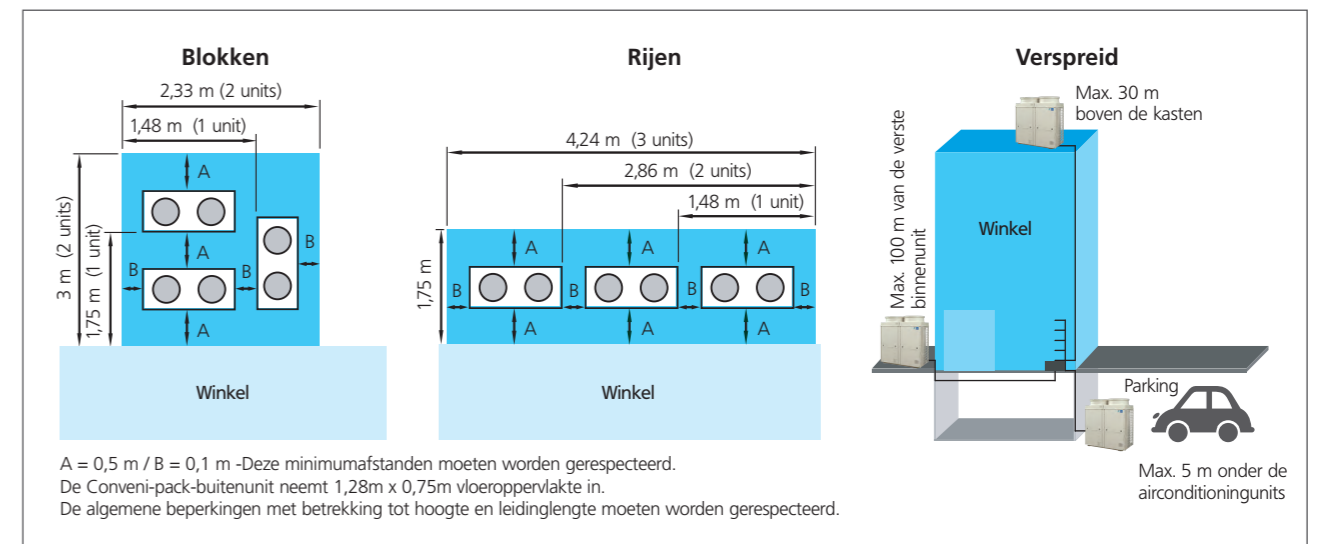 Blokken
2,33 m (2 units)
1,48 m (1 unit)
3 m (2 units)
1,75 m (1 unit)
A
A
B
B
B
A
Winkel
Rijen
4,24 m (3 units)
2,86 m (2 units)
1,48 m (1 unit)
1,75 m
A
A
A
B
B
B
B
A
A
A
Winkel
Verspreid
Max. 30 m
boven de kasten
Max. 100 m van de verste
binnenunit
Winkel
Parking
Max. 5 m onder de
airconditioningunits
A = 0,5 m / B = 0,1 m -Deze minimumafstanden moeten worden gerespecteerd.
De Conveni-pack-buitenunit neemt 1,28m x 0,75m vloeroppervlakte in.
De algemene beperkingen met betrekking tot hoogte en leidinglengte moeten worden gerespecteerd.